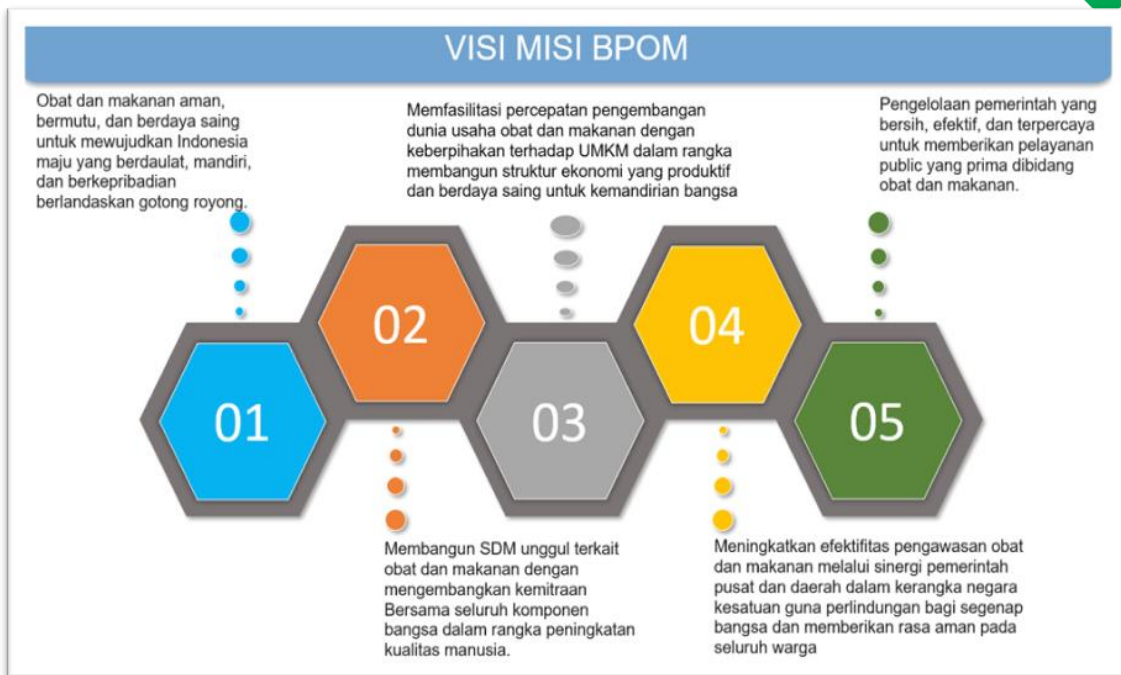 VISI MISI BPOM
Obat dan makanan aman,
bermutu, dan berdaya saing
untuk mewujudkan Indonesia
maju yang berdaulat, mandiri,
dan berkepribadian
berlandaskan gotong royong.
Memfasilitasi percepatan pengembangan
dunia usaha obat dan makanan dengan
keberpihakan terhadap UMKM dalam rangka
membangun struktur ekonomi yang produktif
dan berdaya saing untuk kemandirian bangsa
Pengelolaan pemerintah yang
bersih, efektif, dan terpercaya
untuk memberikan pelayanan
public yang prima dibidang
obat dan makanan.
01
02
03
04
05
Membangun SDM unggul terkait
obat dan makanan dengan
mengembangkan kemitraan
Bersama seluruh komponen
bangsa dalam rangka peningkatan
kualitas manusia.
Meningkatkan efektifitas pengawasan obat
dan makanan melalui sinergi pemerintah
pusat dan daerah dalam kerangka negara
kesatuan guna perlindungan bagi segenap
bangsa dan memberikan rasa aman pada
seluruh warga